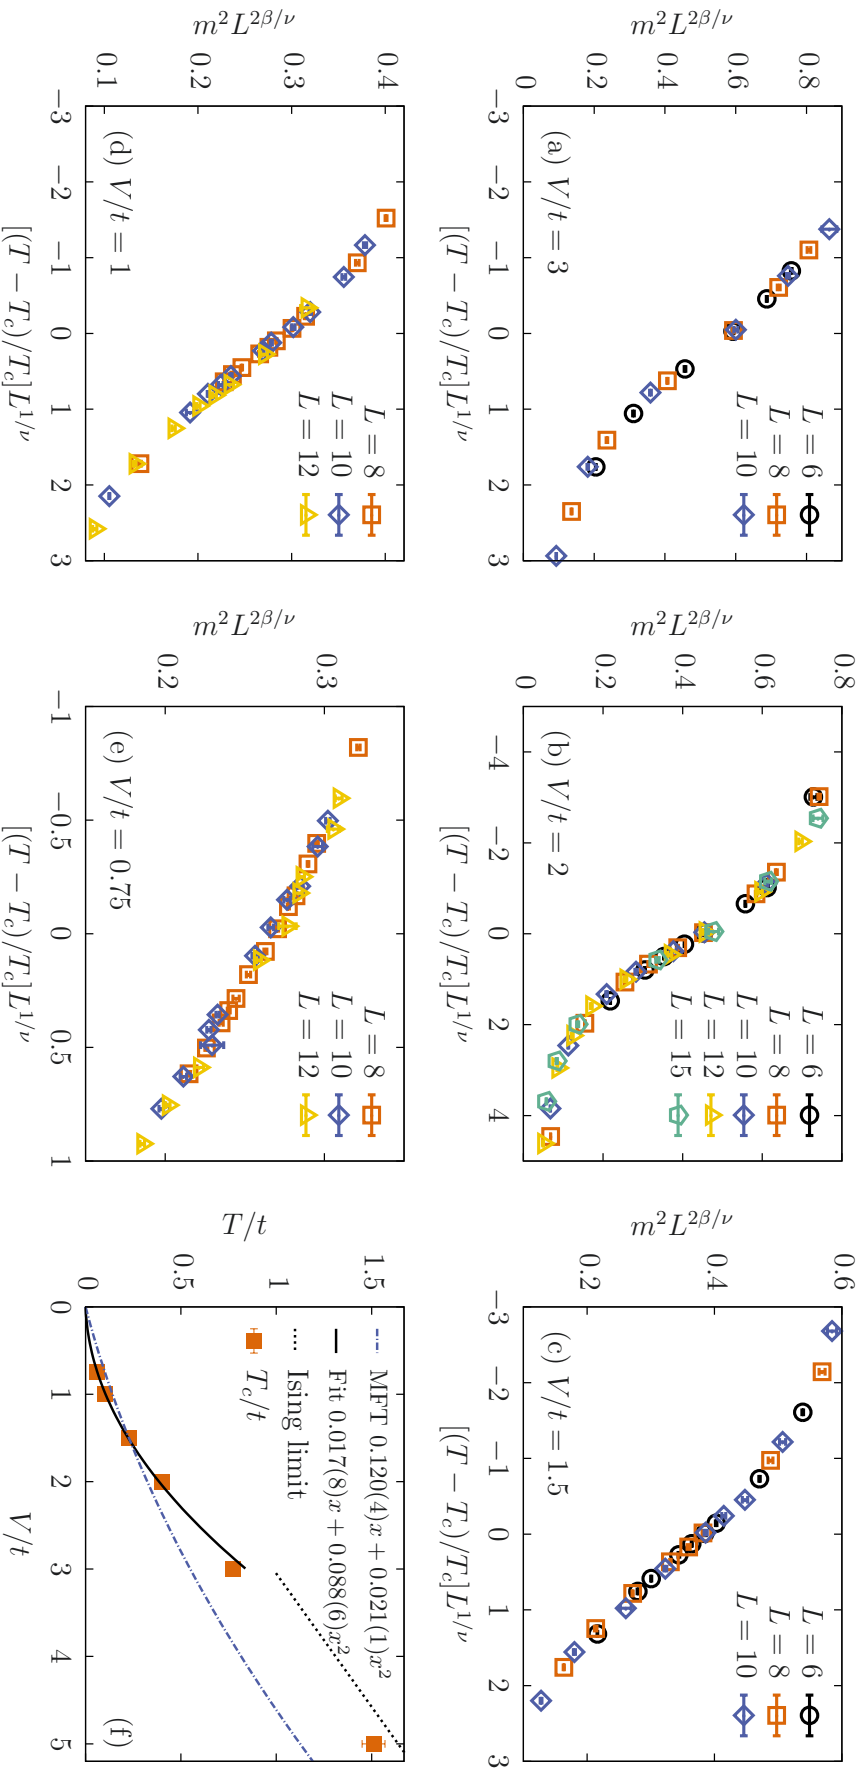 m²L^{2β/ν}
0.8
0.6
0.4
0.2
0
−3 −2 −1 0 1 2 3
[(T − T_c)/T_c]L^{1/ν}
(a) V/t = 3
L = 6
L = 8
L = 10
m²L^{2β/ν}
0.8
0.6
0.4
0.2
0
−4 −2 0 2 4
[(T − T_c)/T_c]L^{1/ν}
(b) V/t = 2
L = 6
L = 8
L = 10
L = 12
L = 15
m²L^{2β/ν}
0.6
0.4
0.2
−3 −2 −1 0 1 2 3
[(T − T_c)/T_c]L^{1/ν}
(c) V/t = 1.5
L = 6
L = 8
L = 10
m²L^{2β/ν}
0.4
0.3
0.2
0.1
−3 −2 −1 0 1 2 3
[(T − T_c)/T_c]L^{1/ν}
(d) V/t = 1
L = 8
L = 10
L = 12
m²L^{2β/ν}
0.3
0.2
−1 −0.5 0 0.5 1
[(T − T_c)/T_c]L^{1/ν}
(e) V/t = 0.75
L = 8
L = 10
L = 12
T/t
1.5
1
0.5
0
0 1 2 3 4 5
V/t
MFT 0.120(4)x + 0.021(1)x²
Fit 0.017(8)x + 0.088(6)x²
Ising limit
T_c/t
(f)